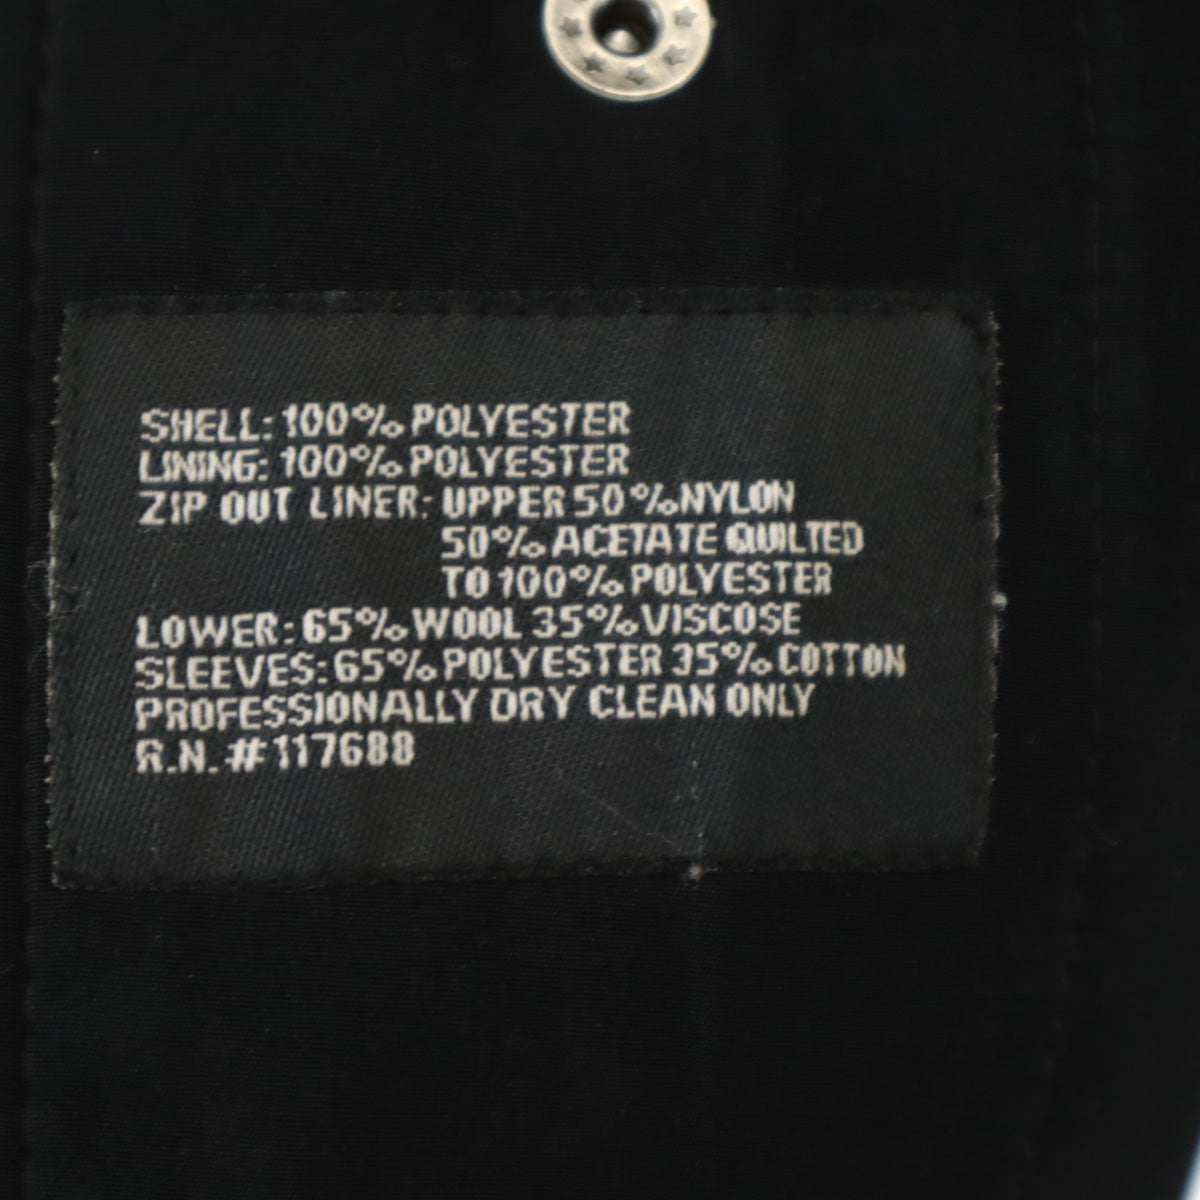 SHELL: 100% POLYESTER
LINING: 100% POLYESTER
ZIP OUT LINER: UPPER 50% NYLON
50% ACETATE QUILTED
TO 100% POLYESTER
LOWER: 65% WOOL 35% VISCOSE
SLEEVES: 65% POLYESTER 35% COTTON
PROFESSIONALLY DRY CLEAN ONLY
R.N. # 117688